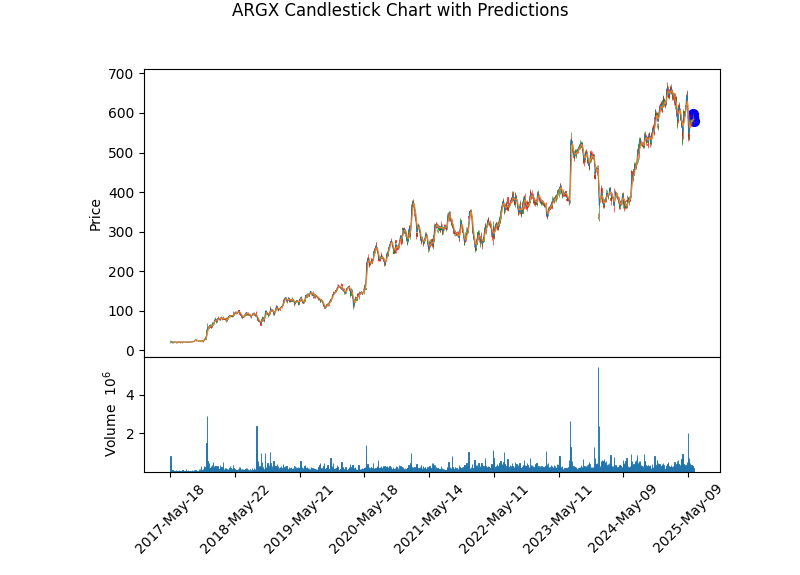 ARGX Candlestick Chart with Predictions
700
600
500
400
300
200
100
0
Price
4
2
Volume 10^6
2017-May-18
2018-May-22
2019-May-21
2020-May-18
2021-May-14
2022-May-11
2023-May-11
2024-May-09
2025-May-09